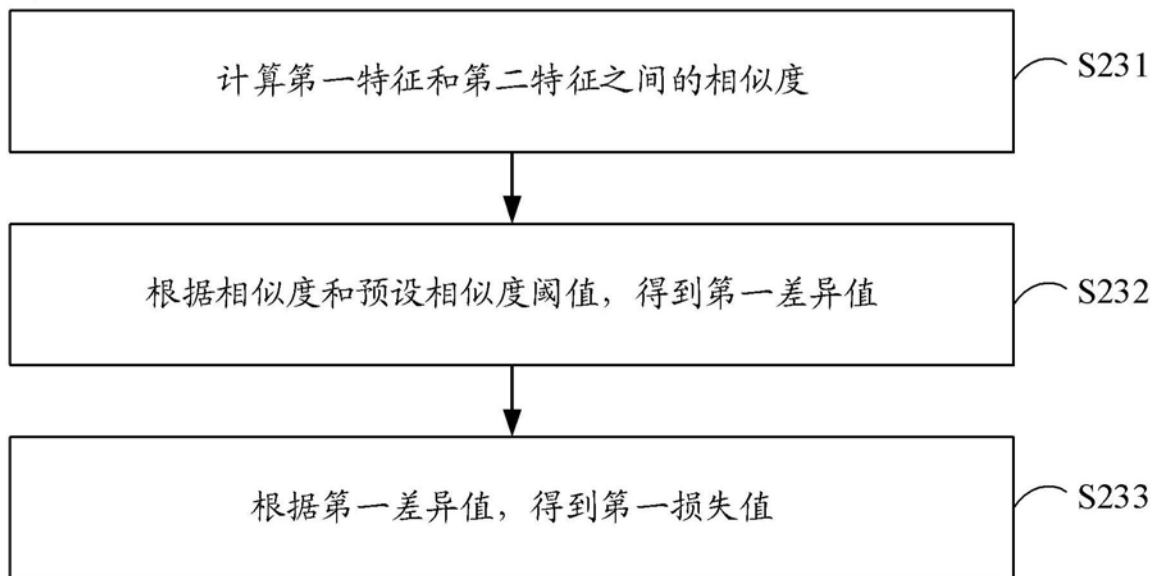 计算第一特征和第二特征之间的相似度
S231
根据相似度和预设相似度阈值，得到第一差异值
S232
根据第一差异值，得到第一损失值
S233